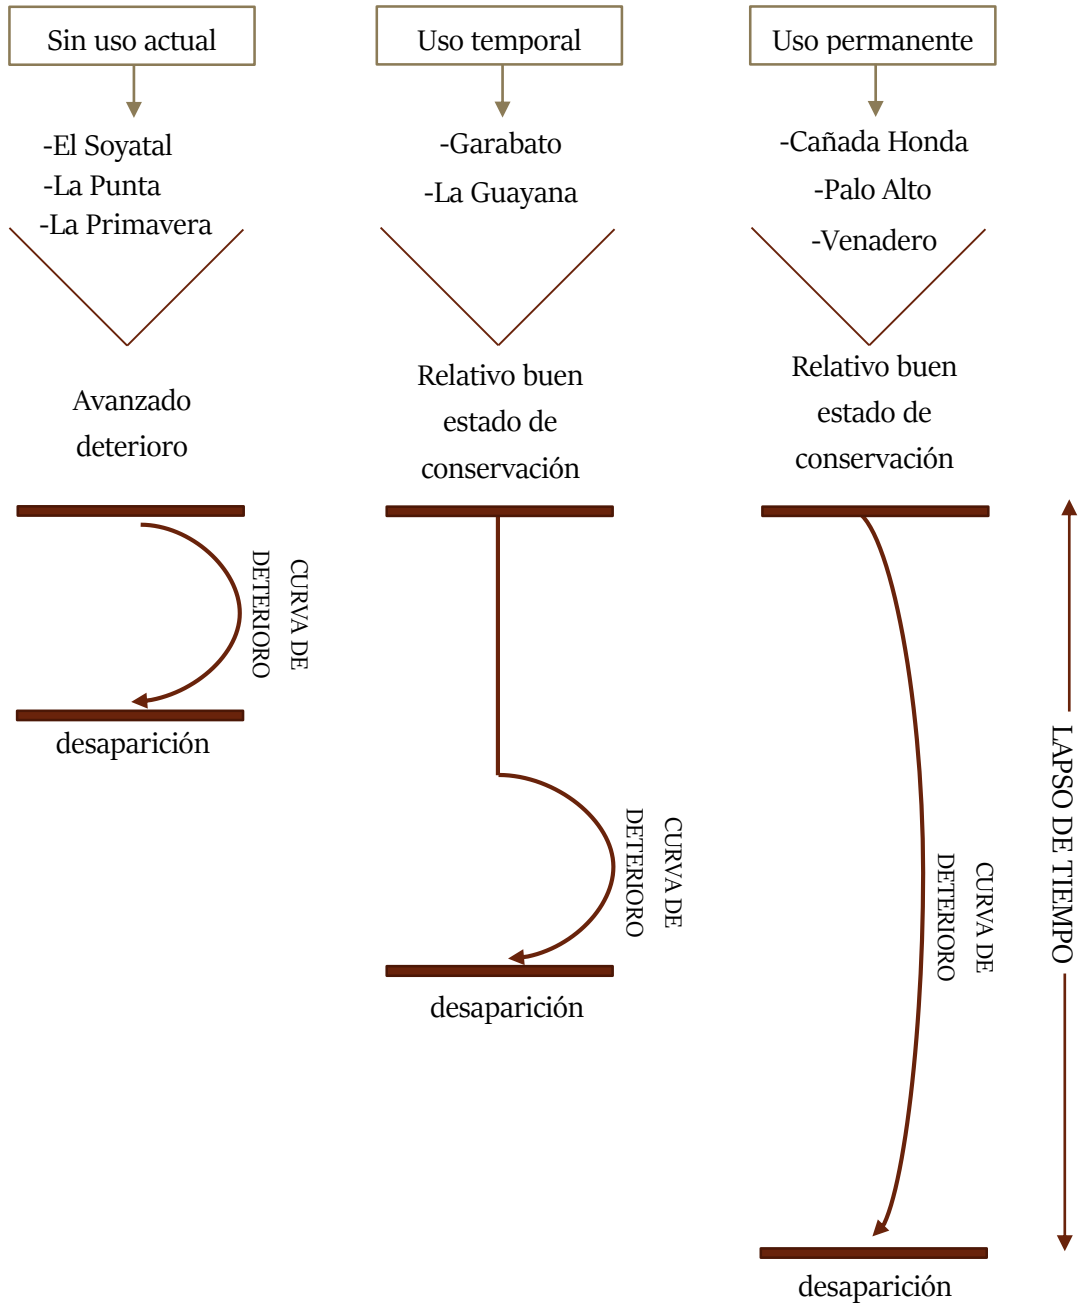 Sin uso actual
-El Soyatal
-La Punta
-La Primavera
Avanzado
deterioro
CURVA DE
DETERIORO
desaparición
Uso temporal
-Garabato
-La Guayana
Relativo buen
estado de
conservación
CURVA DE
DETERIORO
desaparición
Uso permanente
-Cañada Honda
-Palo Alto
-Venadero
Relativo buen
estado de
conservación
CURVA DE
DETERIORO
desaparición
LAPSO DE TIEMPO